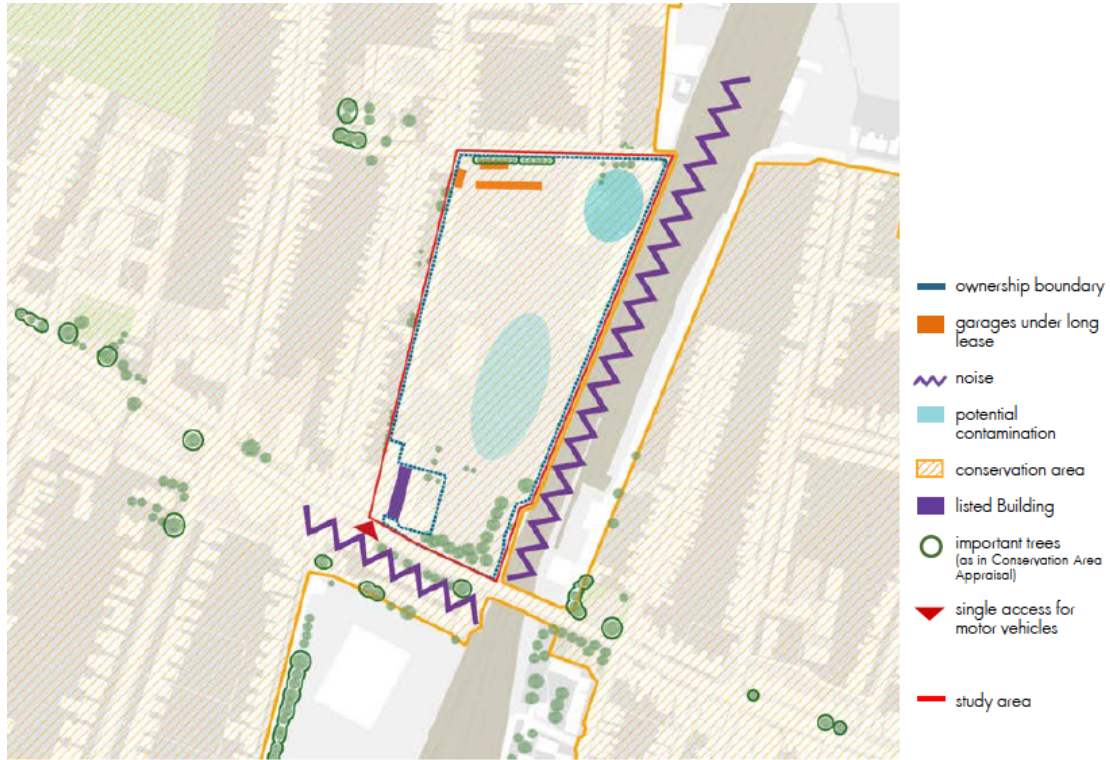 ownership boundary
garages under long
lease
noise
potential
contamination
conservation area
listed Building
important trees
(as in Conservation Area
Appraisal)
single access for
motor vehicles
study area